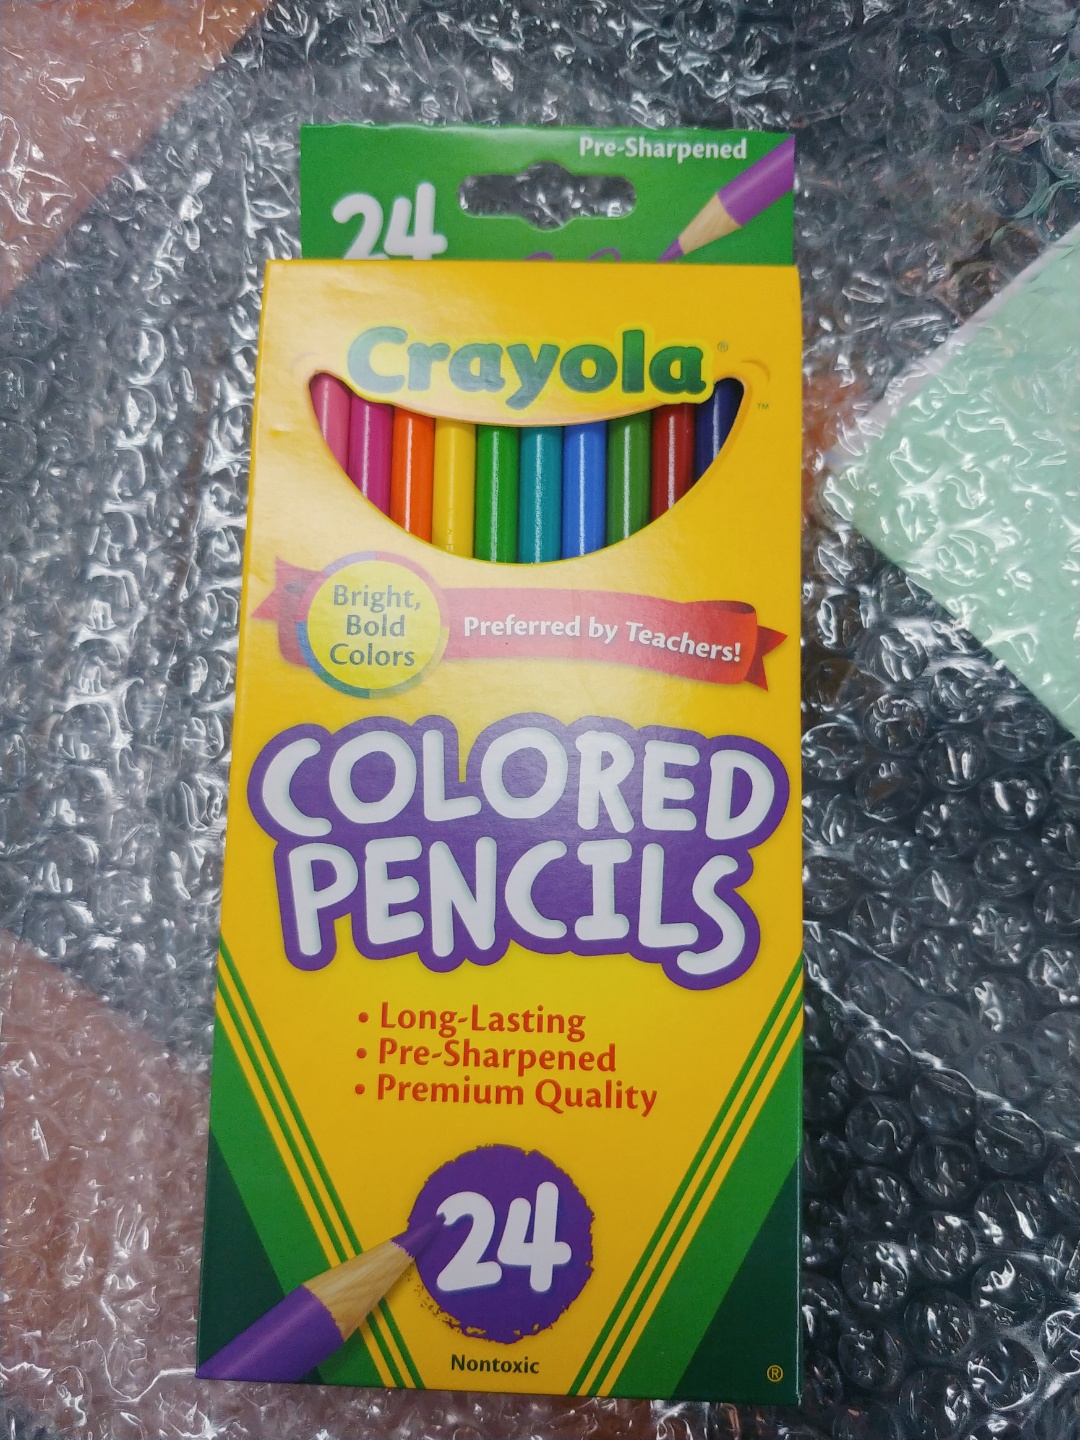 Pre-Sharpened
24
Crayola®
™
Bright,
Bold
Colors
Preferred by Teachers!
COLORED
PENCILS
• Long-Lasting
• Pre-Sharpened
• Premium Quality
24
Nontoxic
®